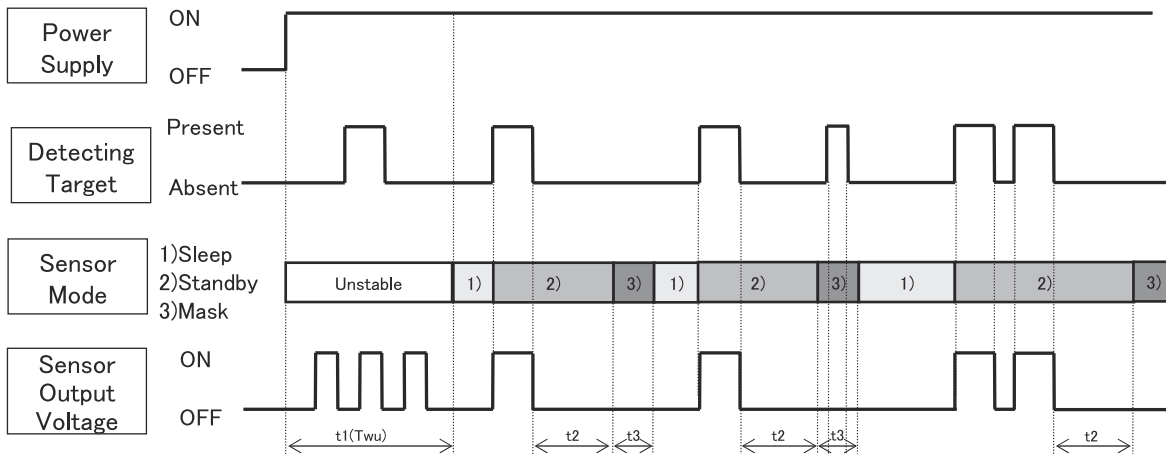 Power
Supply
ON
OFF
Detecting
Target
Present
Absent
Sensor
Mode
1)Sleep
2)Standby
3)Mask
Unstable
1)
2)
3)
1)
2)
3)
1)
2)
3)
Sensor
Output
Voltage
ON
OFF
t1(Twu)
t2
t3
t2
t3
t2